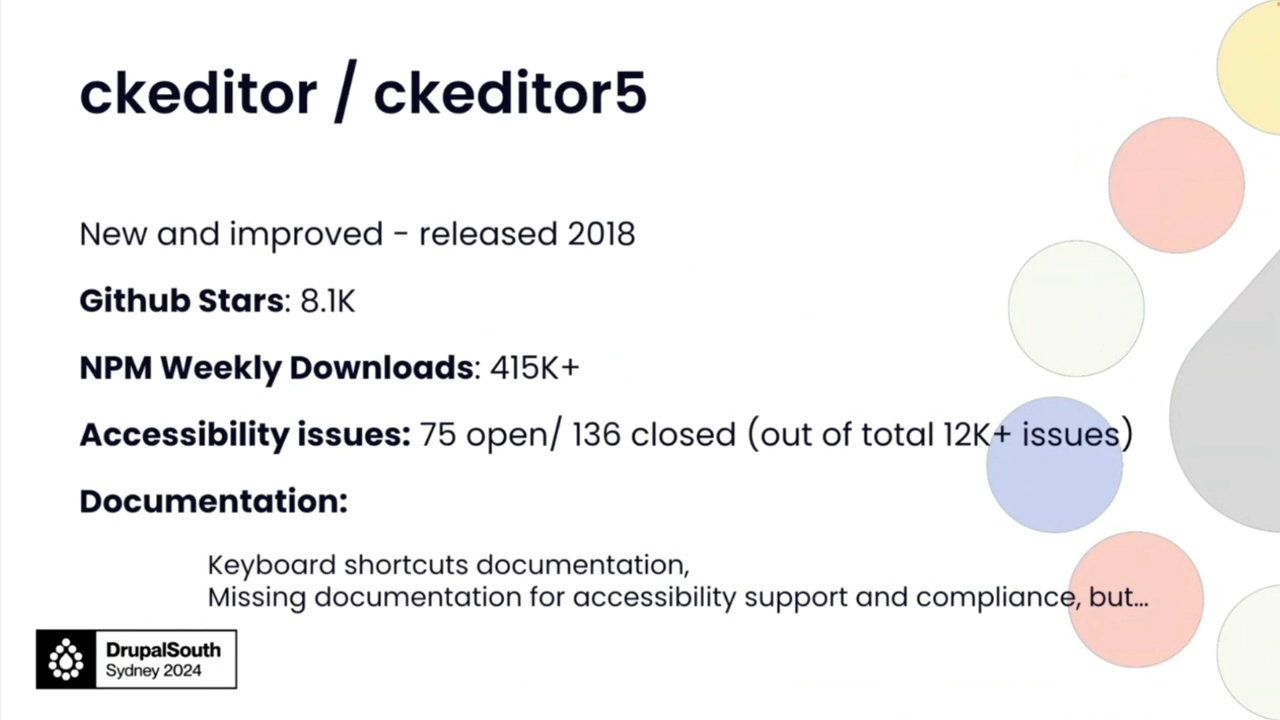 ckeditor / ckeditor5
New and improved - released 2018
Github Stars: 8.1K
NPM Weekly Downloads: 415K+
Accessibility issues: 75 open/ 136 closed (out of total 12K+ issues)
Documentation:
Keyboard shortcuts documentation,
Missing documentation for accessibility support and compliance, but...
DrupalSouth
Sydney 2024